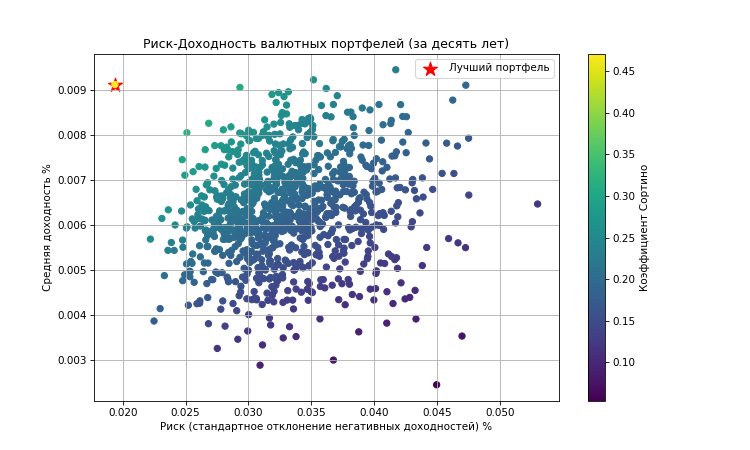 Риск-Доходность валютных портфелей (за десять лет)
Лучший портфель
Средняя доходность %
0.009
0.008
0.007
0.006
0.005
0.004
0.003
0.020 0.025 0.030 0.035 0.040 0.045 0.050
Риск (стандартное отклонение негативных доходностей) %
0.45
0.40
0.35
0.30
0.25
0.20
0.15
0.10
Коэффициент Сортино